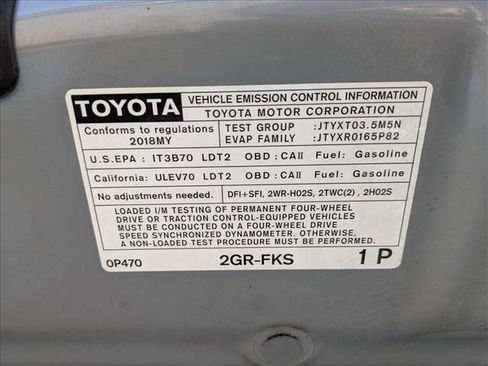 TOYOTA VEHICLE EMISSION CONTROL INFORMATION
TOYOTA MOTOR CORPORATION
Conforms to regulations
2018MY
TEST GROUP :JTYXT03.5M5N
EVAP FAMILY :JTYXR0165P82
U.S.EPA : IT3B70 LDT2 OBD : CAII Fuel: Gasoline
California: ULEV70 LDT2 OBD : CAII Fuel: Gasoline
No adjustments needed. DFI+SFI, 2WR-HO2S, 2TWC(2), 2HO2S
LOADED I/M TESTING OF PERMANENT FOUR-WHEEL
DRIVE OR TRACTION CONTROL-EQUIPPED VEHICLES
MUST BE CONDUCTED ON A FOUR-WHEEL DRIVE
SPEED SYNCHRONIZED DYNAMOMETER. OTHERWISE
A NON-LOADED TEST PROCEDURE MUST BE PERFORMED.
0P470 2GR-FKS 1 P